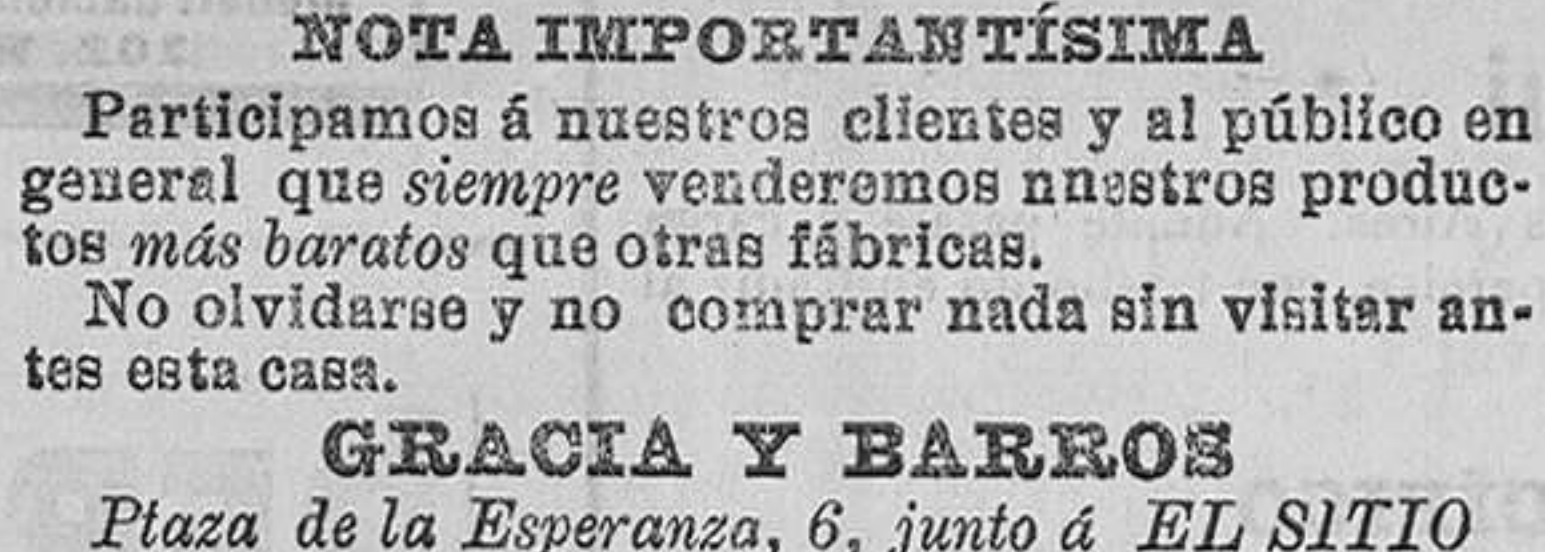 NOTA IMPORTANTÍSIMA
Participamos á nuestros clientes y al público en
general que siempre venderemos nnestros produc-
tos más baratos que otras fábricas.
No olvidarse y no comprar nada sin visitar an-
tes esta casa.
GRACIA Y BARROS
Ptaza de la Esperanza, 6, junto á EL SITIO